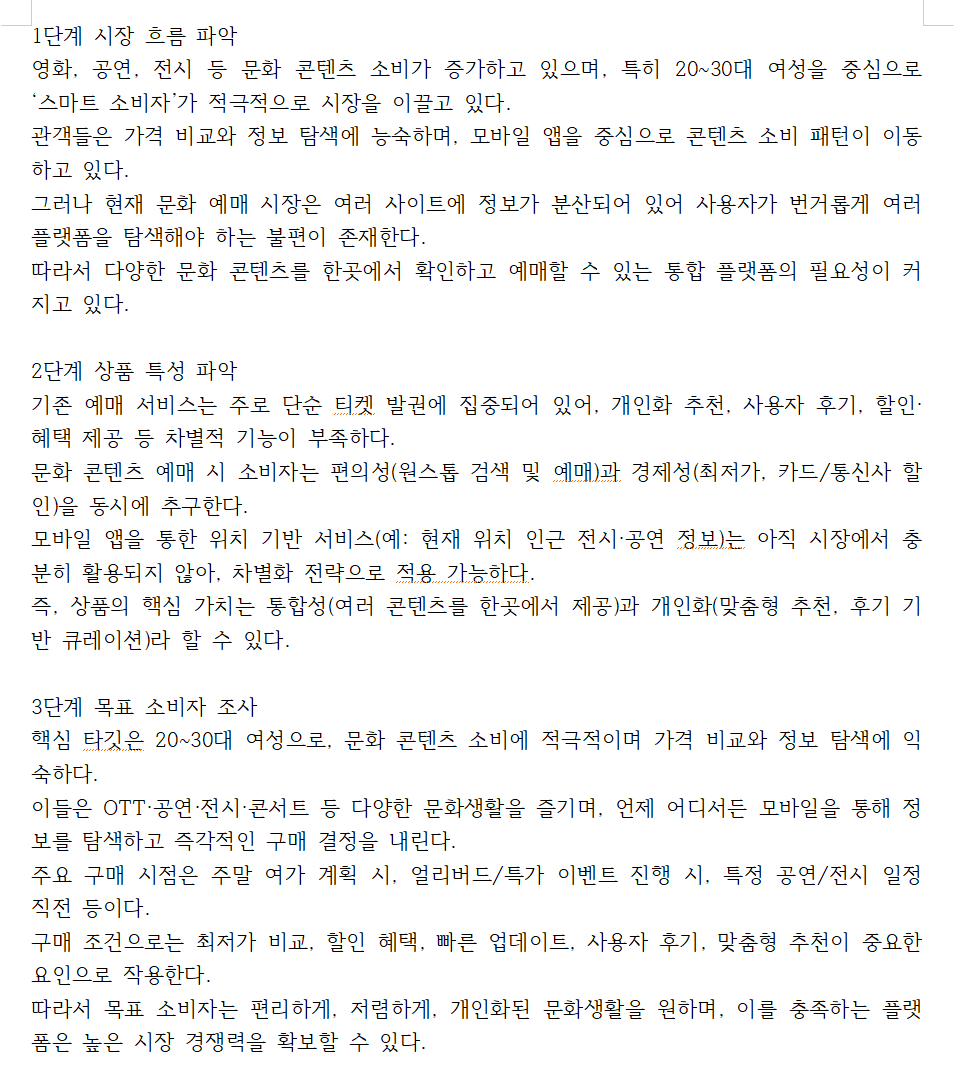 1단계 시장 흐름 파악
영화, 공연, 전시 등 문화 콘텐츠 소비가 증가하고 있으며, 특히 20~30대 여성을 중심으로
‘스마트 소비자’가 적극적으로 시장을 이끌고 있다.
관객들은 가격 비교와 정보 탐색에 능숙하며, 모바일 앱을 중심으로 콘텐츠 소비 패턴이 이동
하고 있다.
그러나 현재 문화 예매 시장은 여러 사이트에 정보가 분산되어 있어 사용자가 번거롭게 여러
플랫폼을 탐색해야 하는 불편이 존재한다.
따라서 다양한 문화 콘텐츠를 한곳에서 확인하고 예매할 수 있는 통합 플랫폼의 필요성이 커
지고 있다.
2단계 상품 특성 파악
기존 예매 서비스는 주로 단순 티켓 발권에 집중되어 있어, 개인화 추천, 사용자 후기, 할인·
혜택 제공 등 차별적 기능이 부족하다.
문화 콘텐츠 예매 시 소비자는 편의성(원스톱 검색 및 예매)과 경제성(최저가, 카드/통신사 할
인)을 동시에 추구한다.
모바일 앱을 통한 위치 기반 서비스(예: 현재 위치 인근 전시·공연 정보)는 아직 시장에서 충
분히 활용되지 않아, 차별화 전략으로 적용 가능하다.
즉, 상품의 핵심 가치는 통합성(여러 콘텐츠를 한곳에서 제공)과 개인화(맞춤형 추천, 후기 기
반 큐레이션)라 할 수 있다.
3단계 목표 소비자 조사
핵심 타깃은 20~30대 여성으로, 문화 콘텐츠 소비에 적극적이며 가격 비교와 정보 탐색에 익
숙하다.
이들은 OTT·공연·전시·콘서트 등 다양한 문화생활을 즐기며, 언제 어디서든 모바일을 통해 정
보를 탐색하고 즉각적인 구매 결정을 내린다.
주요 구매 시점은 주말 여가 계획 시, 얼리버드/특가 이벤트 진행 시, 특정 공연/전시 일정
직전 등이다.
구매 조건으로는 최저가 비교, 할인 혜택, 빠른 업데이트, 사용자 후기, 맞춤형 추천이 중요한
요인으로 작용한다.
따라서 목표 소비자는 편리하게, 저렴하게, 개인화된 문화생활을 원하며, 이를 충족하는 플랫
폼은 높은 시장 경쟁력을 확보할 수 있다.